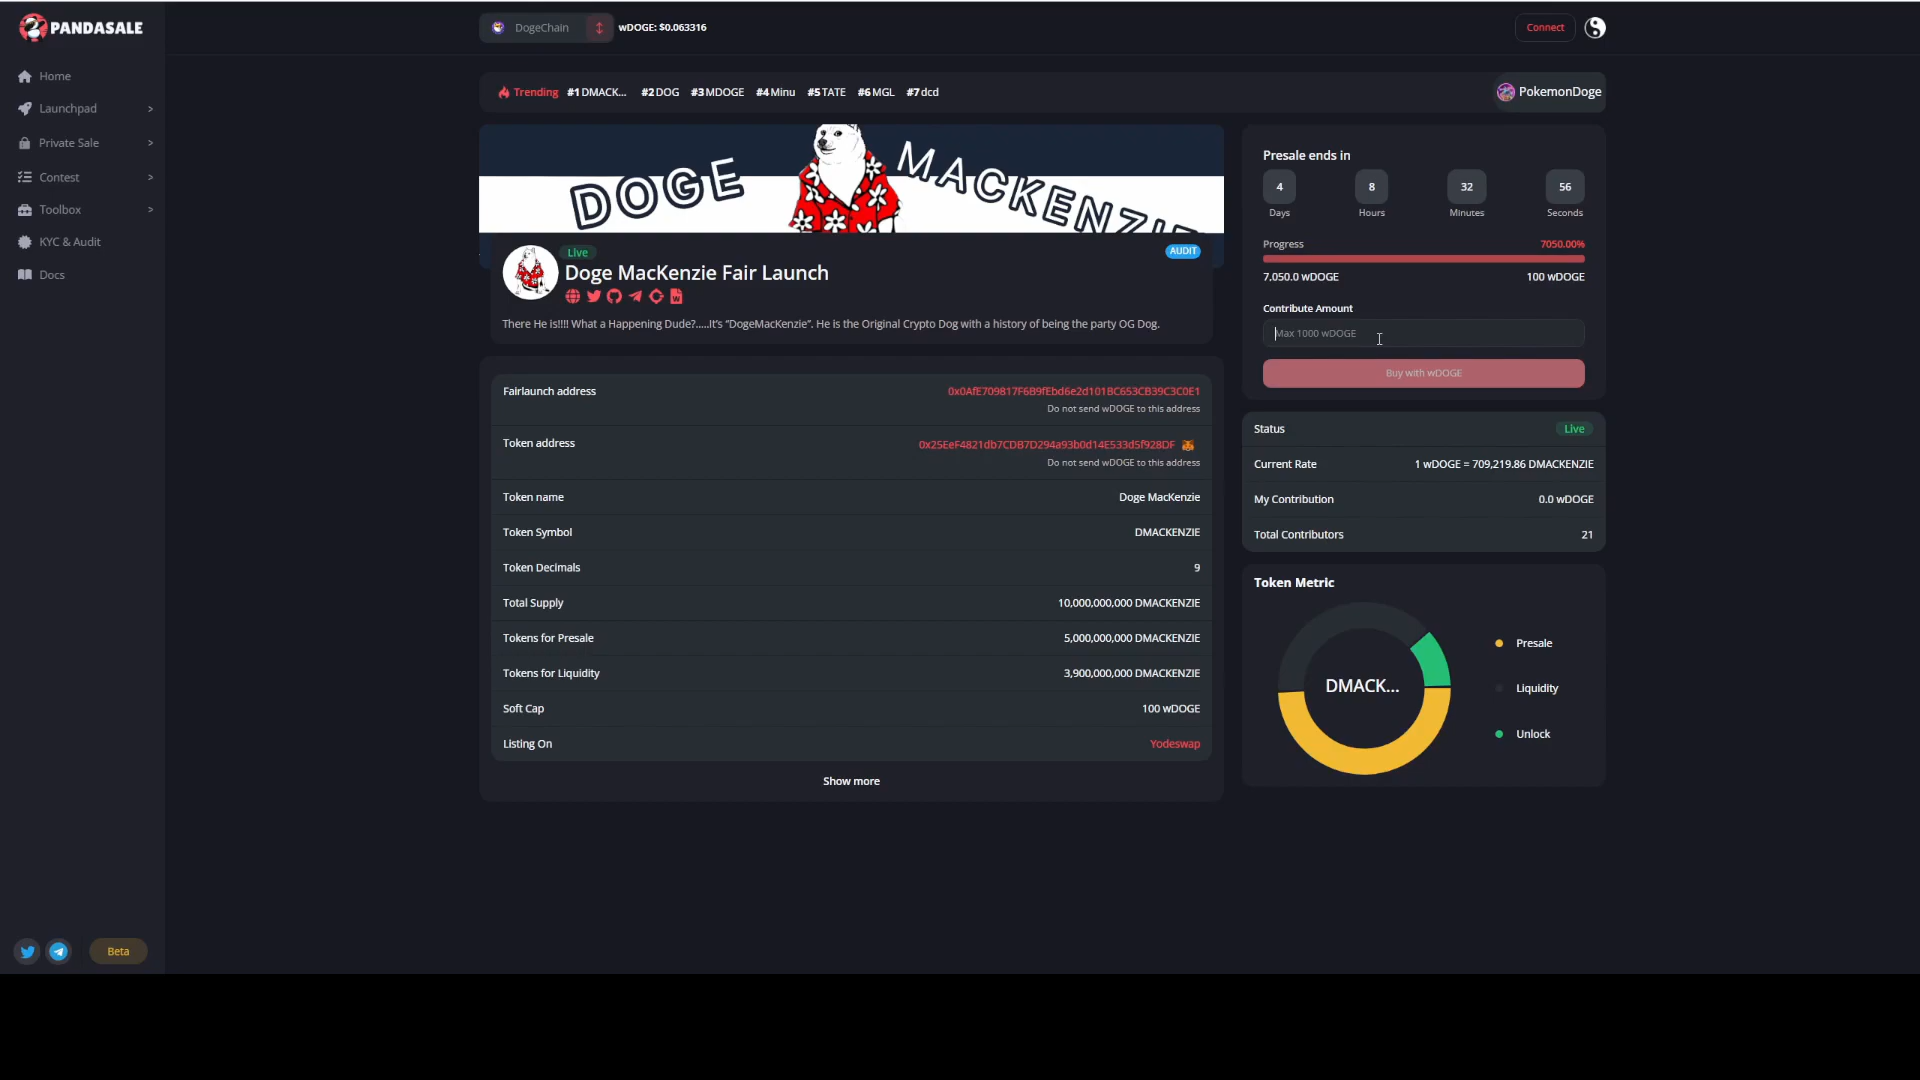 PANDASALE
DogeChain
wDOGE: $0.063316
Connect
Home
Launchpad >
Private Sale >
Contest >
Toolbox >
KYC & Audit
Docs
Trending #1 DMACK... #2 DOG #3 MDOGE #4 Minu #5 TATE #6 MGL #7 dcd
PokemonDoge
DOGE MACKENZIE
Live
AUDIT
Doge MacKenzie Fair Launch
There He is!!!! What a Happening Dude?.....It's "DogeMacKenzie". He is the Original Crypto Dog with a history of being the party OG Dog.
Fairlaunch address 0x0AfE709817F6B9fEbd6e2d101BC653CB39C3C0E1
Do not send wDOGE to this address
Token address 0x25EeF4821db7CDB7D294a93b0d14E533d5f928DF
Do not send wDOGE to this address
Token name Doge MacKenzie
Token Symbol DMACKENZIE
Token Decimals 9
Total Supply 10,000,000,000 DMACKENZIE
Tokens for Presale 5,000,000,000 DMACKENZIE
Tokens for Liquidity 3,900,000,000 DMACKENZIE
Soft Cap 100 wDOGE
Listing On Yodeswap
Show more
Presale ends in
4 8 32 56
Days Hours Minutes Seconds
Progress 7050.00%
7,050.0 wDOGE 100 wDOGE
Contribute Amount
Max 1000 wDOGE
Buy with wDOGE
Status Live
Current Rate 1 wDOGE = 709,219.86 DMACKENZIE
My Contribution 0.0 wDOGE
Total Contributors 21
Token Metric
DMACK...
Presale
Liquidity
Unlock
Beta